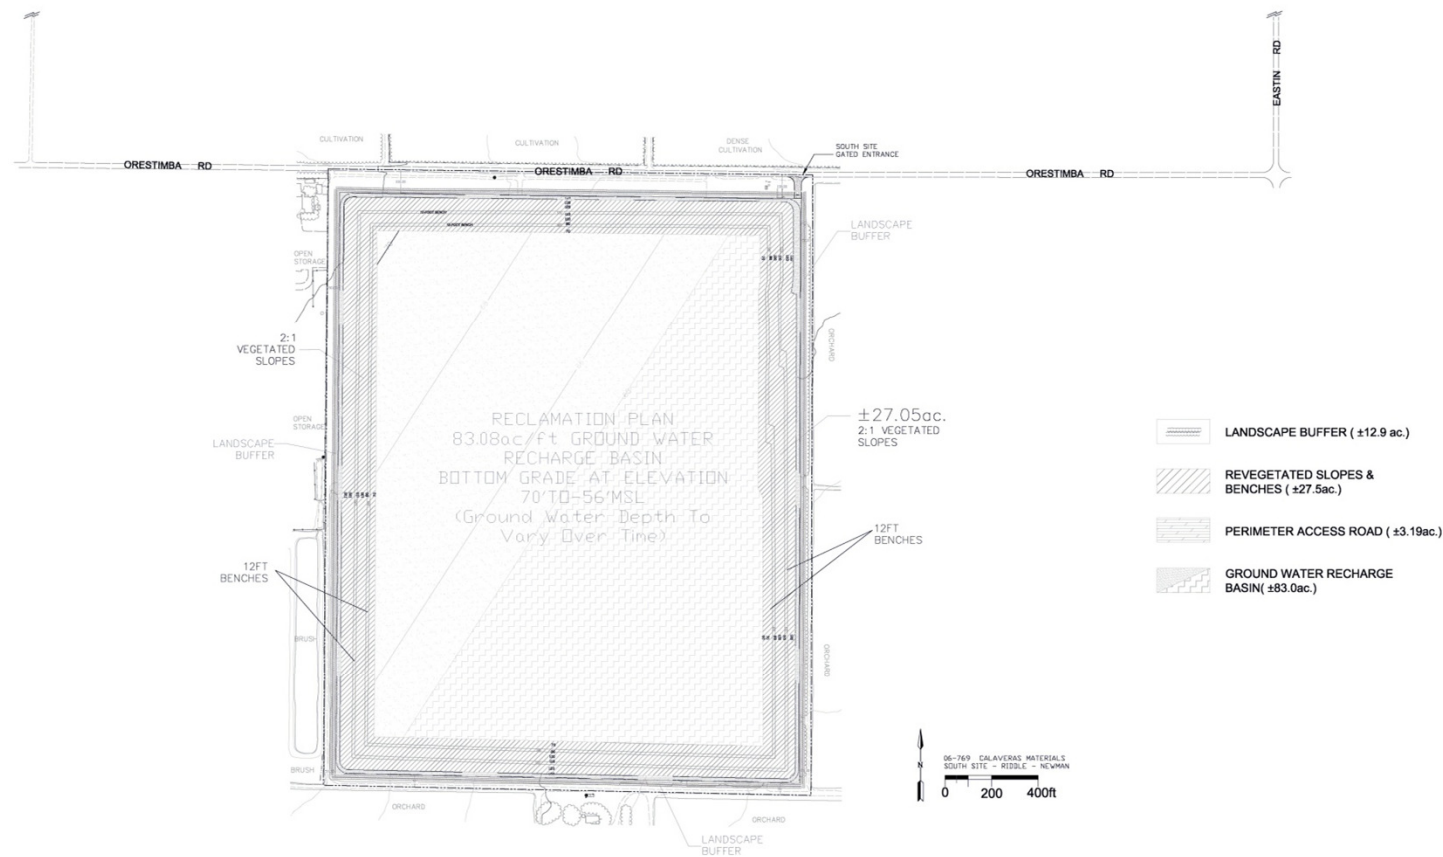 EASTIN RD
CULTIVATION
CULTIVATION
DENSE
CULTIVATION
SOUTH SITE
GATED ENTRANCE
ORESTIMBA RD
ORESTIMBA RD
ORESTIMBA RD
LANDSCAPE
BUFFER
OPEN
STORAGE
2:1
VEGETATED
SLOPES
ORCHARD
OPEN
STORAGE
LANDSCAPE
BUFFER
RECLAMATION PLAN
83.08ac/ft GROUND WATER
RECHARGE BASIN
BOTTOM GRADE AT ELEVATION
70'TO-56'MSL
(Ground Water Depth To
Vary Over Time)
±27.05ac.
2:1 VEGETATED
SLOPES
12FT
BENCHES
12FT
BENCHES
BRUSH
ORCHARD
BRUSH
ORCHARD
ORCHARD
LANDSCAPE
BUFFER
LANDSCAPE BUFFER ( ±12.9 ac.)
REVEGETATED SLOPES &
BENCHES ( ±27.5ac.)
PERIMETER ACCESS ROAD ( ±3.19ac.)
GROUND WATER RECHARGE
BASIN( ±83.0ac.)
N
06-769 CALAVERAS MATERIALS
SOUTH SITE - RIDDLE - NEWMAN
0 200 400ft